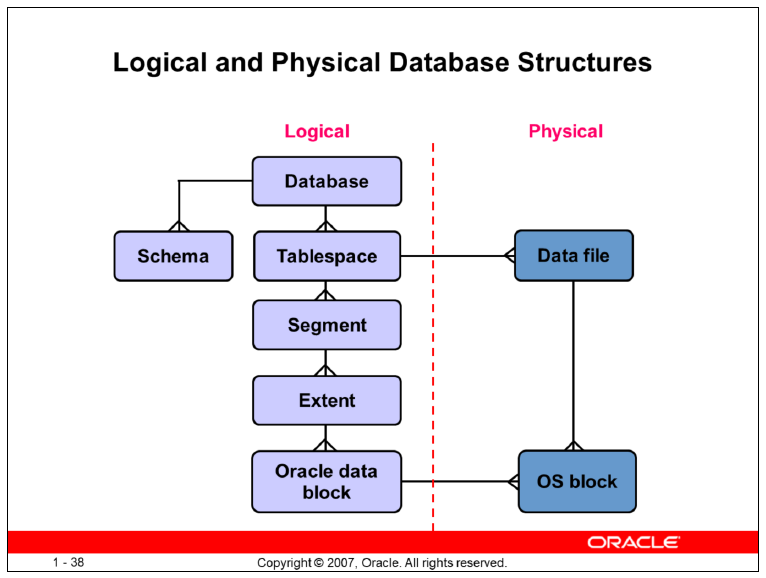 Logical and Physical Database Structures
Logical
Physical
Database
Schema
Tablespace
Data file
Segment
Extent
Oracle data
block
OS block
ORACLE
1 - 38
Copyright © 2007, Oracle. All rights reserved.